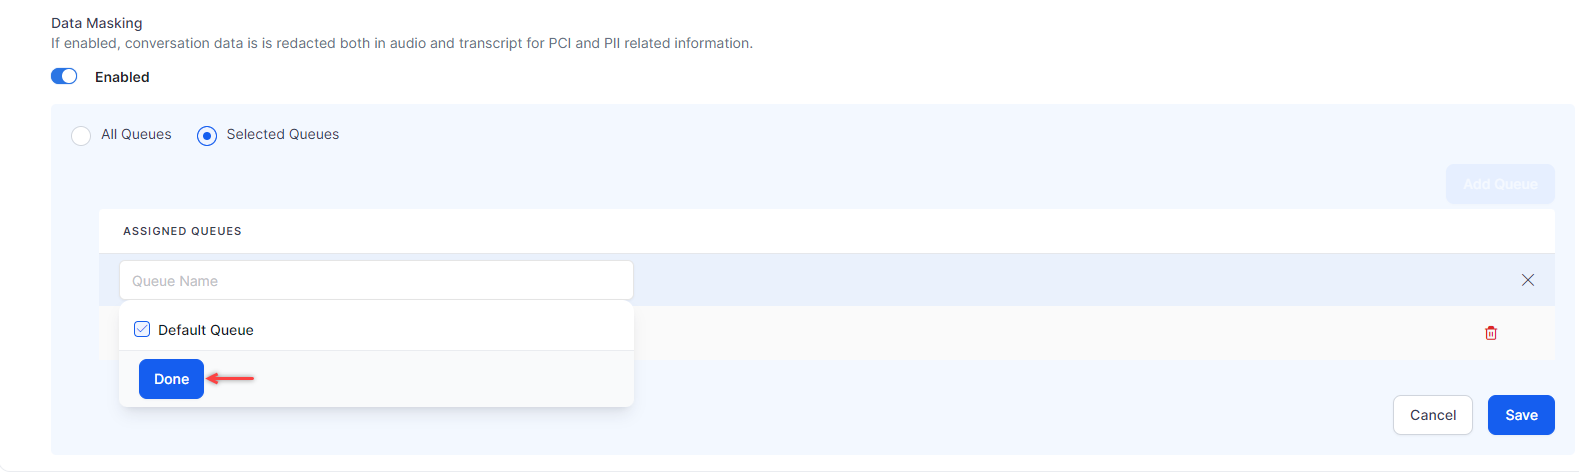 Data Masking
If enabled, conversation data is is redacted both in audio and transcript for PCI and PII related information.
Enabled
All Queues Selected Queues
Add Queue
ASSIGNED QUEUES
Queue Name
Default Queue
Done
Cancel Save